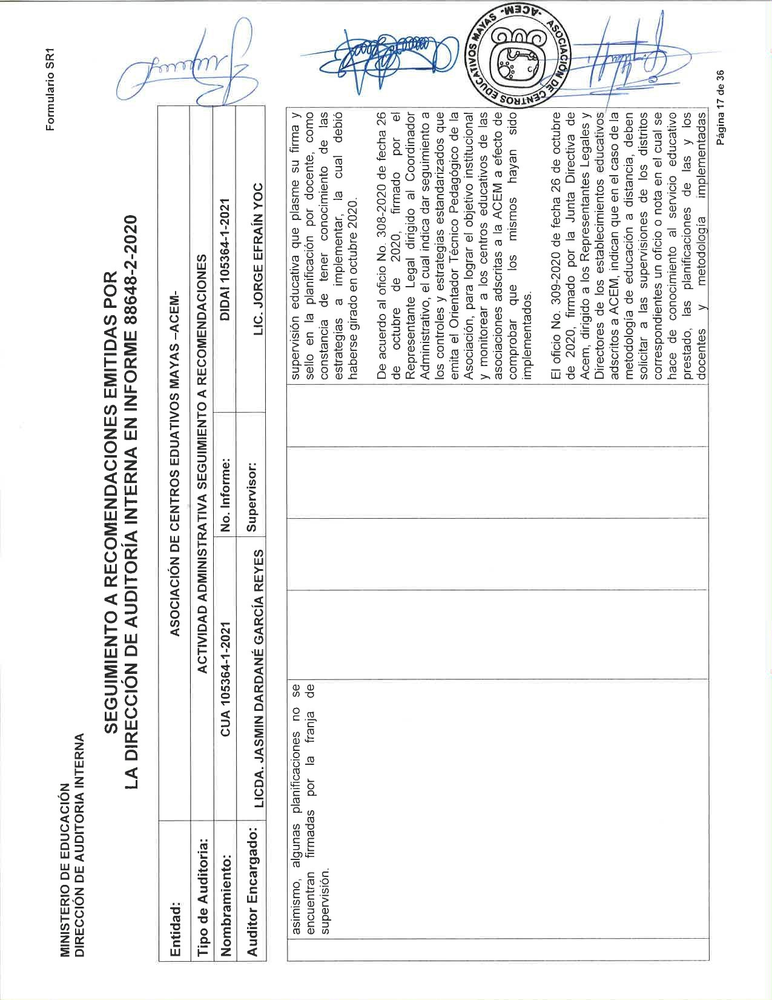 Formulario SR1
MINISTERIO DE EDUCACIÓN
DIRECCIÓN DE AUDITORIA INTERNA
SEGUIMIENTO A RECOMENDACIONES EMITIDAS POR
LA DIRECCIÓN DE AUDITORÍA INTERNA EN INFORME 88648-2-2020
Entidad: ASOCIACIÓN DE CENTROS EDUATIVOS MAYAS –ACEM-
Tipo de Auditoria: ACTIVIDAD ADMINISTRATIVA SEGUIMIENTO A RECOMENDACIONES
Nombramiento: CUA 105364-1-2021 No. Informe: DIDAI 105364-1-2021
Auditor Encargado: LICDA. JASMIN DARDANÉ GARCÍA REYES Supervisor: LIC. JORGE EFRAÍN YOC
asimismo, algunas planificaciones no se
encuentran firmadas por la franja de
supervisión.
supervisión educativa que plasme su firma y
sello en la planificación por docente, como
constancia de tener conocimiento de las
estrategias a implementar, la cual debió
haberse girado en octubre 2020.
De acuerdo al oficio No. 308-2020 de fecha 26
de octubre de 2020, firmado por el
Representante Legal dirigido al Coordinador
Administrativo, el cual indica dar seguimiento a
los controles y estrategias estandarizados que
emita el Orientador Técnico Pedagógico de la
Asociación, para lograr el objetivo institucional
y monitorear a los centros educativos de las
asociaciones adscritas a la ACEM a efecto de
comprobar que los mismos hayan sido
implementados.
El oficio No. 309-2020 de fecha 26 de octubre
de 2020, firmado por la Junta Directiva de
Acem, dirigido a los Representantes Legales y
Directores de los establecimientos educativos
adscritos a ACEM, indican que en el caso de la
metodología de educación a distancia, deben
solicitar a las supervisiones de los distritos
correspondientes un oficio o nota en el cual se
hace de conocimiento al servicio educativo
prestado, las planificaciones de las y los
docentes y metodología implementadas
ASOCIACIÓN DE CENTROS EDUCATIVOS MAYAS -ACEM-
Página 17 de 36